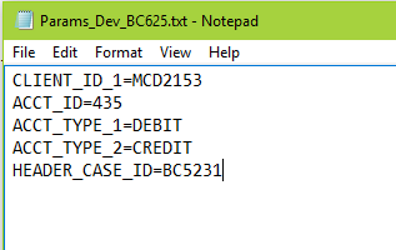 Params_Dev_BC625.txt - Notepad
File Edit Format View Help
CLIENT_ID_1=MCD2153
ACCT_ID=435
ACCT_TYPE_1=DEBIT
ACCT_TYPE_2=CREDIT
HEADER_CASE_ID=BC5231